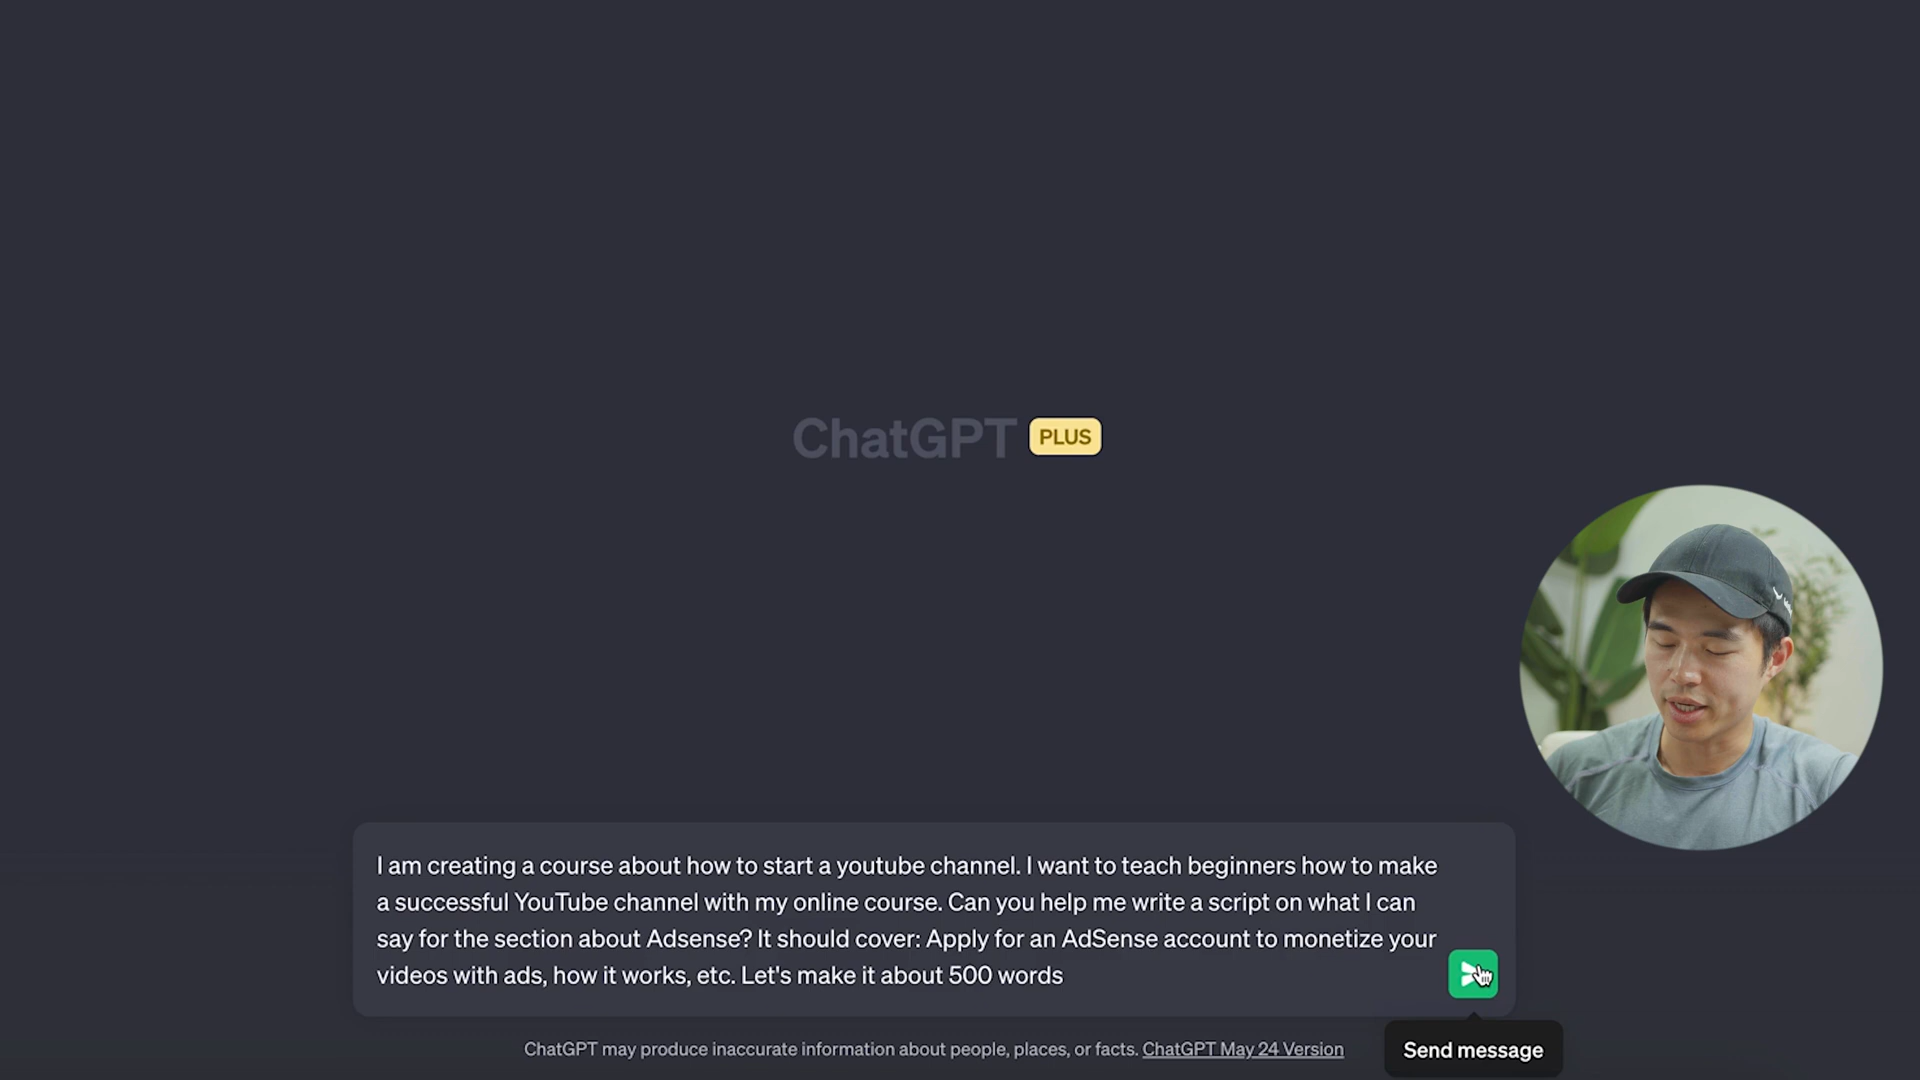 ChatGPT PLUS
I am creating a course about how to start a youtube channel. I want to teach beginners how to make
a successful YouTube channel with my online course. Can you help me write a script on what I can
say for the section about Adsense? It should cover: Apply for an AdSense account to monetize your
videos with ads, how it works, etc. Let's make it about 500 words
ChatGPT may produce inaccurate information about people, places, or facts. ChatGPT May 24 Version
Send message